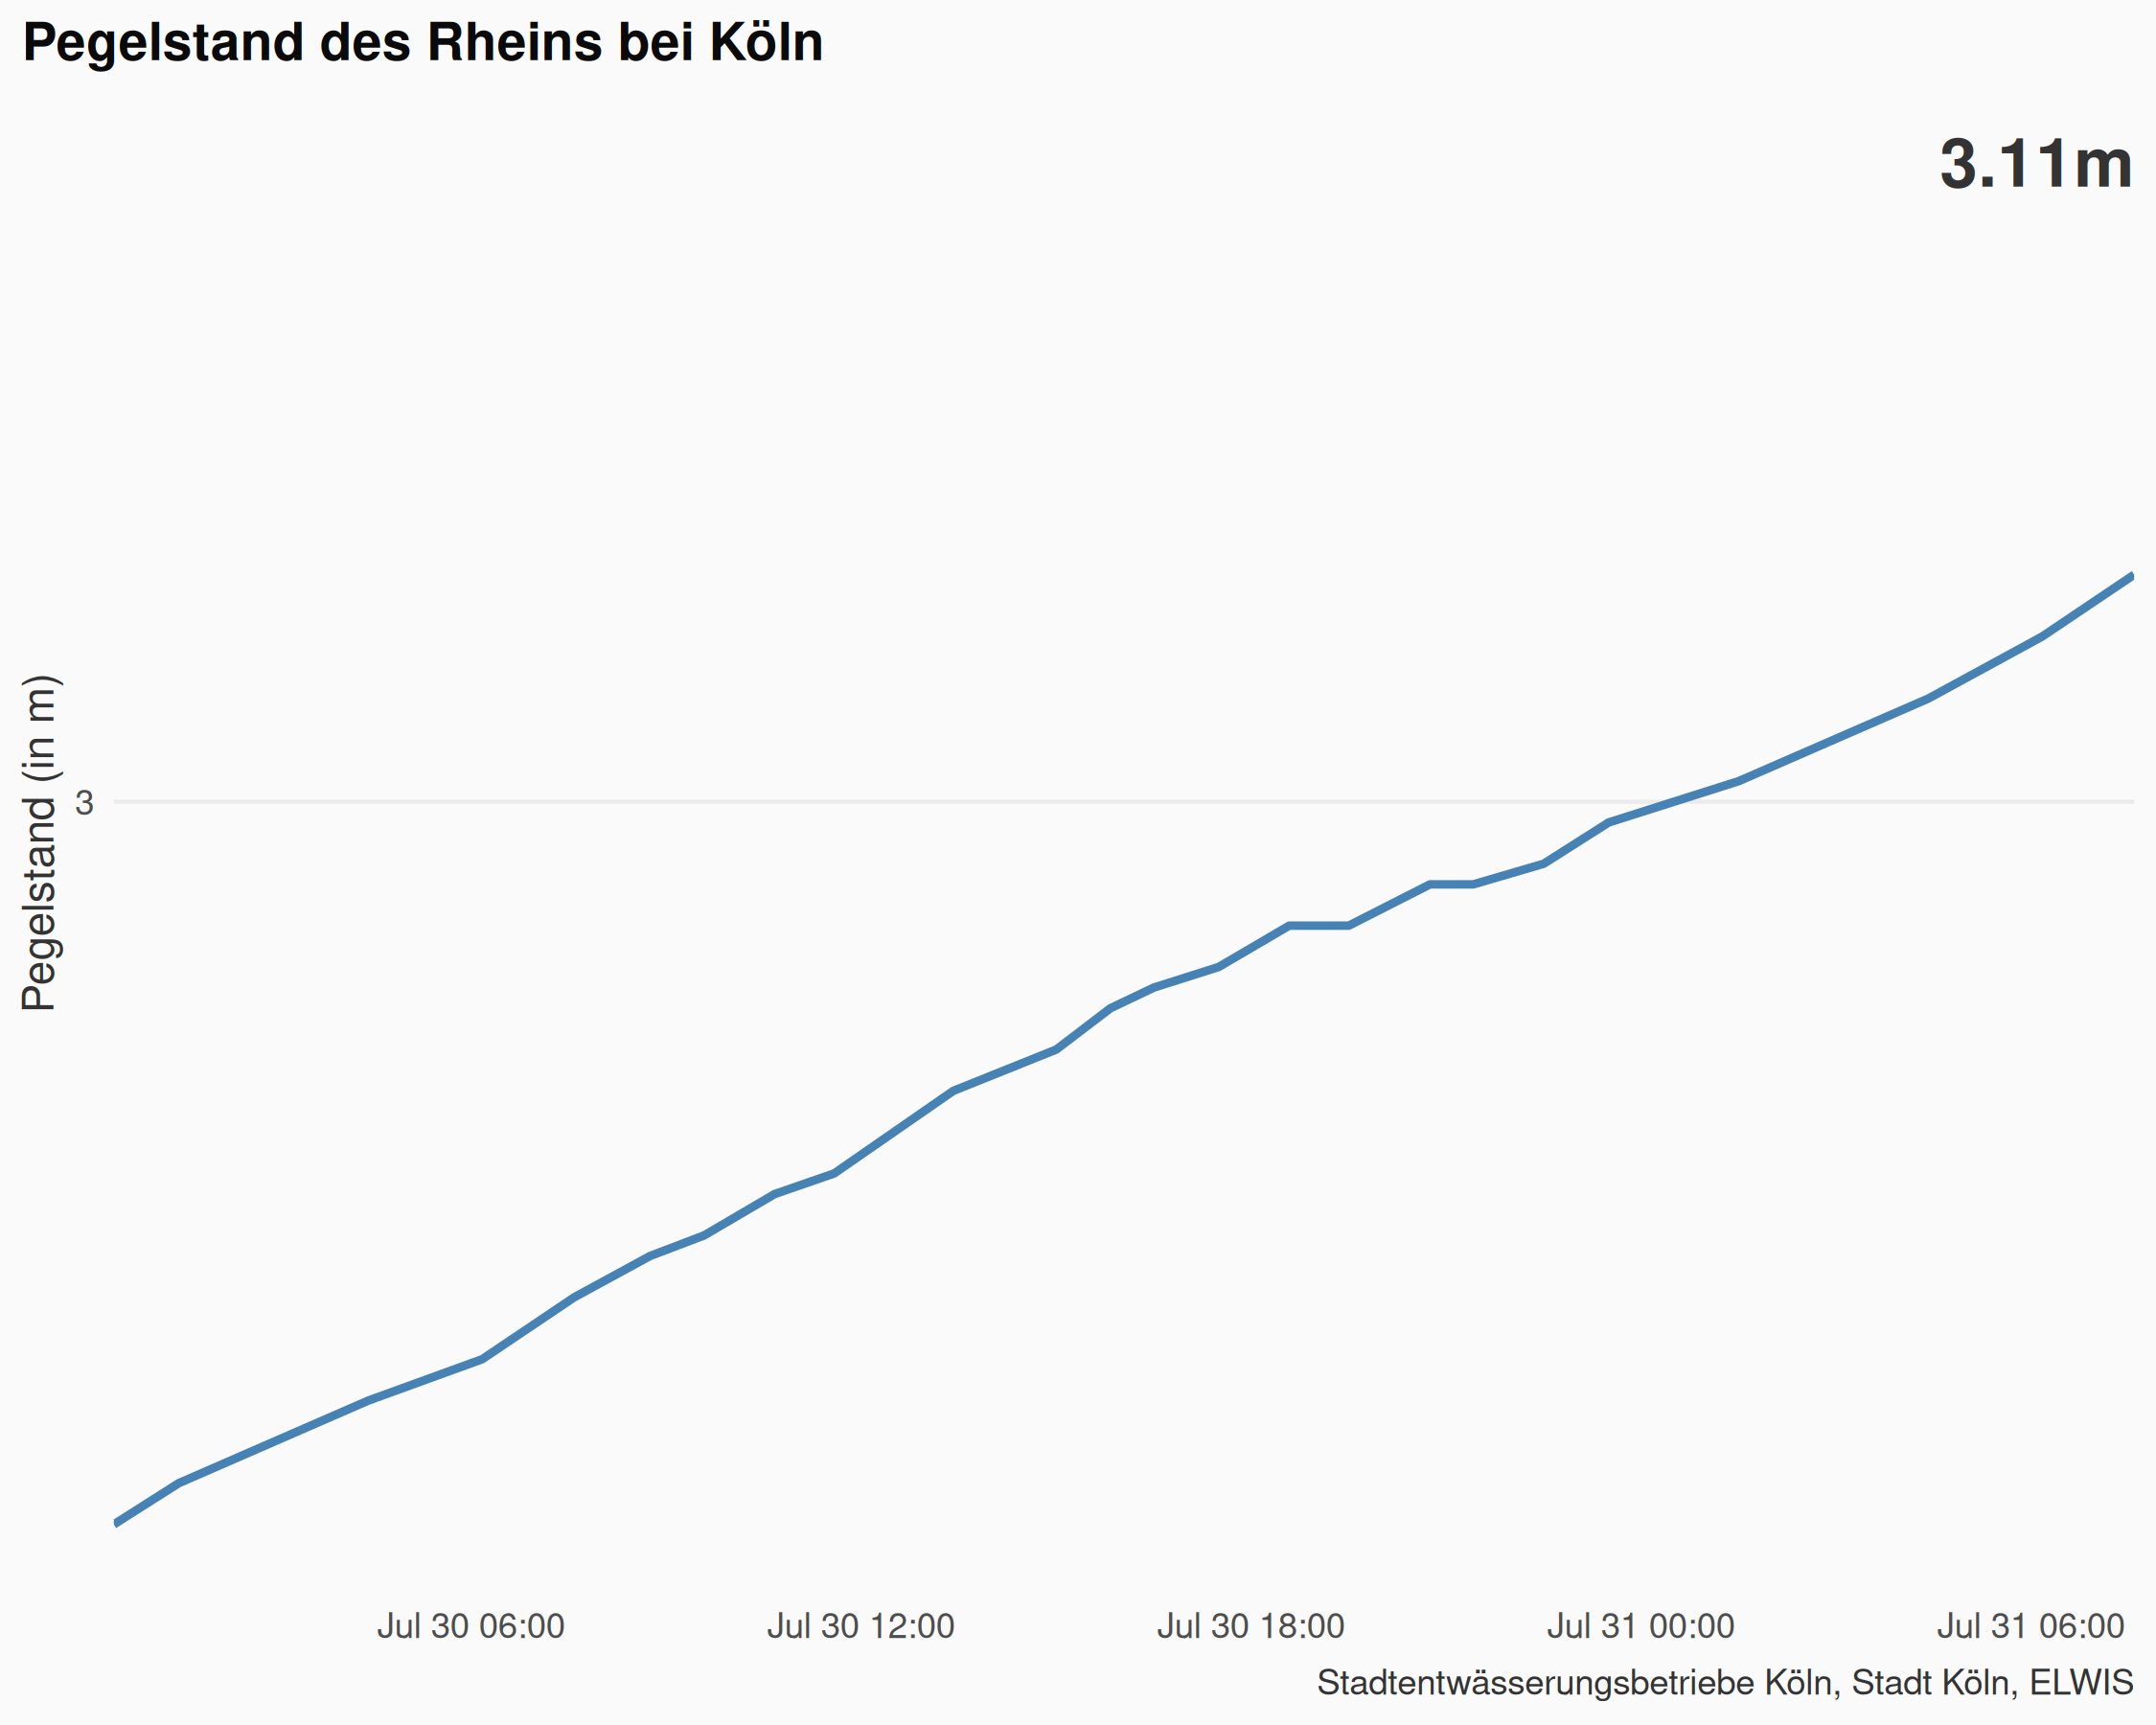 Pegelstand des Rheins bei Köln
3.11m
Pegelstand (in m)
3
Jul 30 06:00
Jul 30 12:00
Jul 30 18:00
Jul 31 00:00
Jul 31 06:00
Stadtentwässerungsbetriebe Köln, Stadt Köln, ELWIS